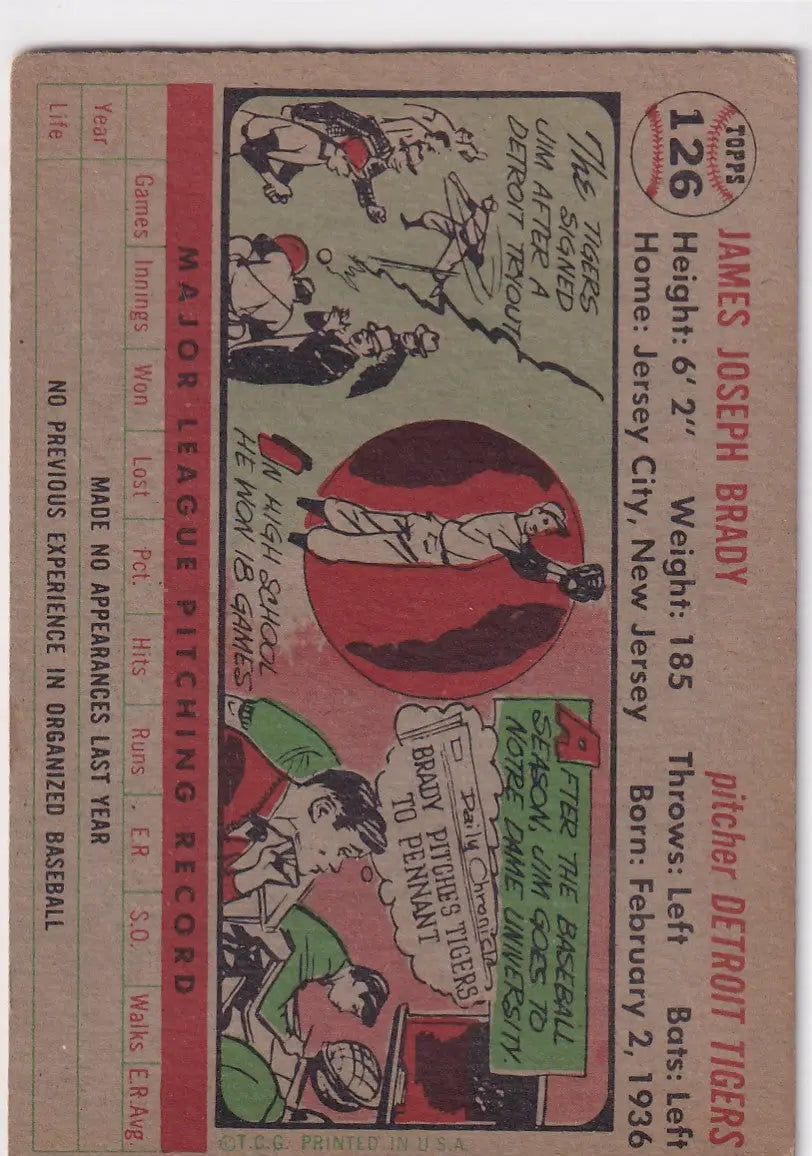 TOPPS
126
JAMES JOSEPH BRADY pitcher DETROIT TIGERS
Height: 6' 2" Weight: 185 Throws: Left Bats: Left
Home: Jersey City, New Jersey Born: February 2, 1936
THE TIGERS
SIGNED
JIM AFTER A
DETROIT TRYOUT
IN HIGH SCHOOL
HE WON 18 GAMES
AFTER THE BASEBALL
SEASON, JIM GOES TO
NOTRE DAME UNIVERSITY
Daily Chronicle
BRADY PITCHES TIGERS
TO PENNANT
©T.C.G. PRINTED IN U.S.A.
MAJOR LEAGUE PITCHING RECORD
Games Innings Won Lost Pct. Hits Runs E.R. S.O. Walks E.R.Avg.
Year MADE NO APPEARANCES LAST YEAR
Life NO PREVIOUS EXPERIENCE IN ORGANIZED BASEBALL